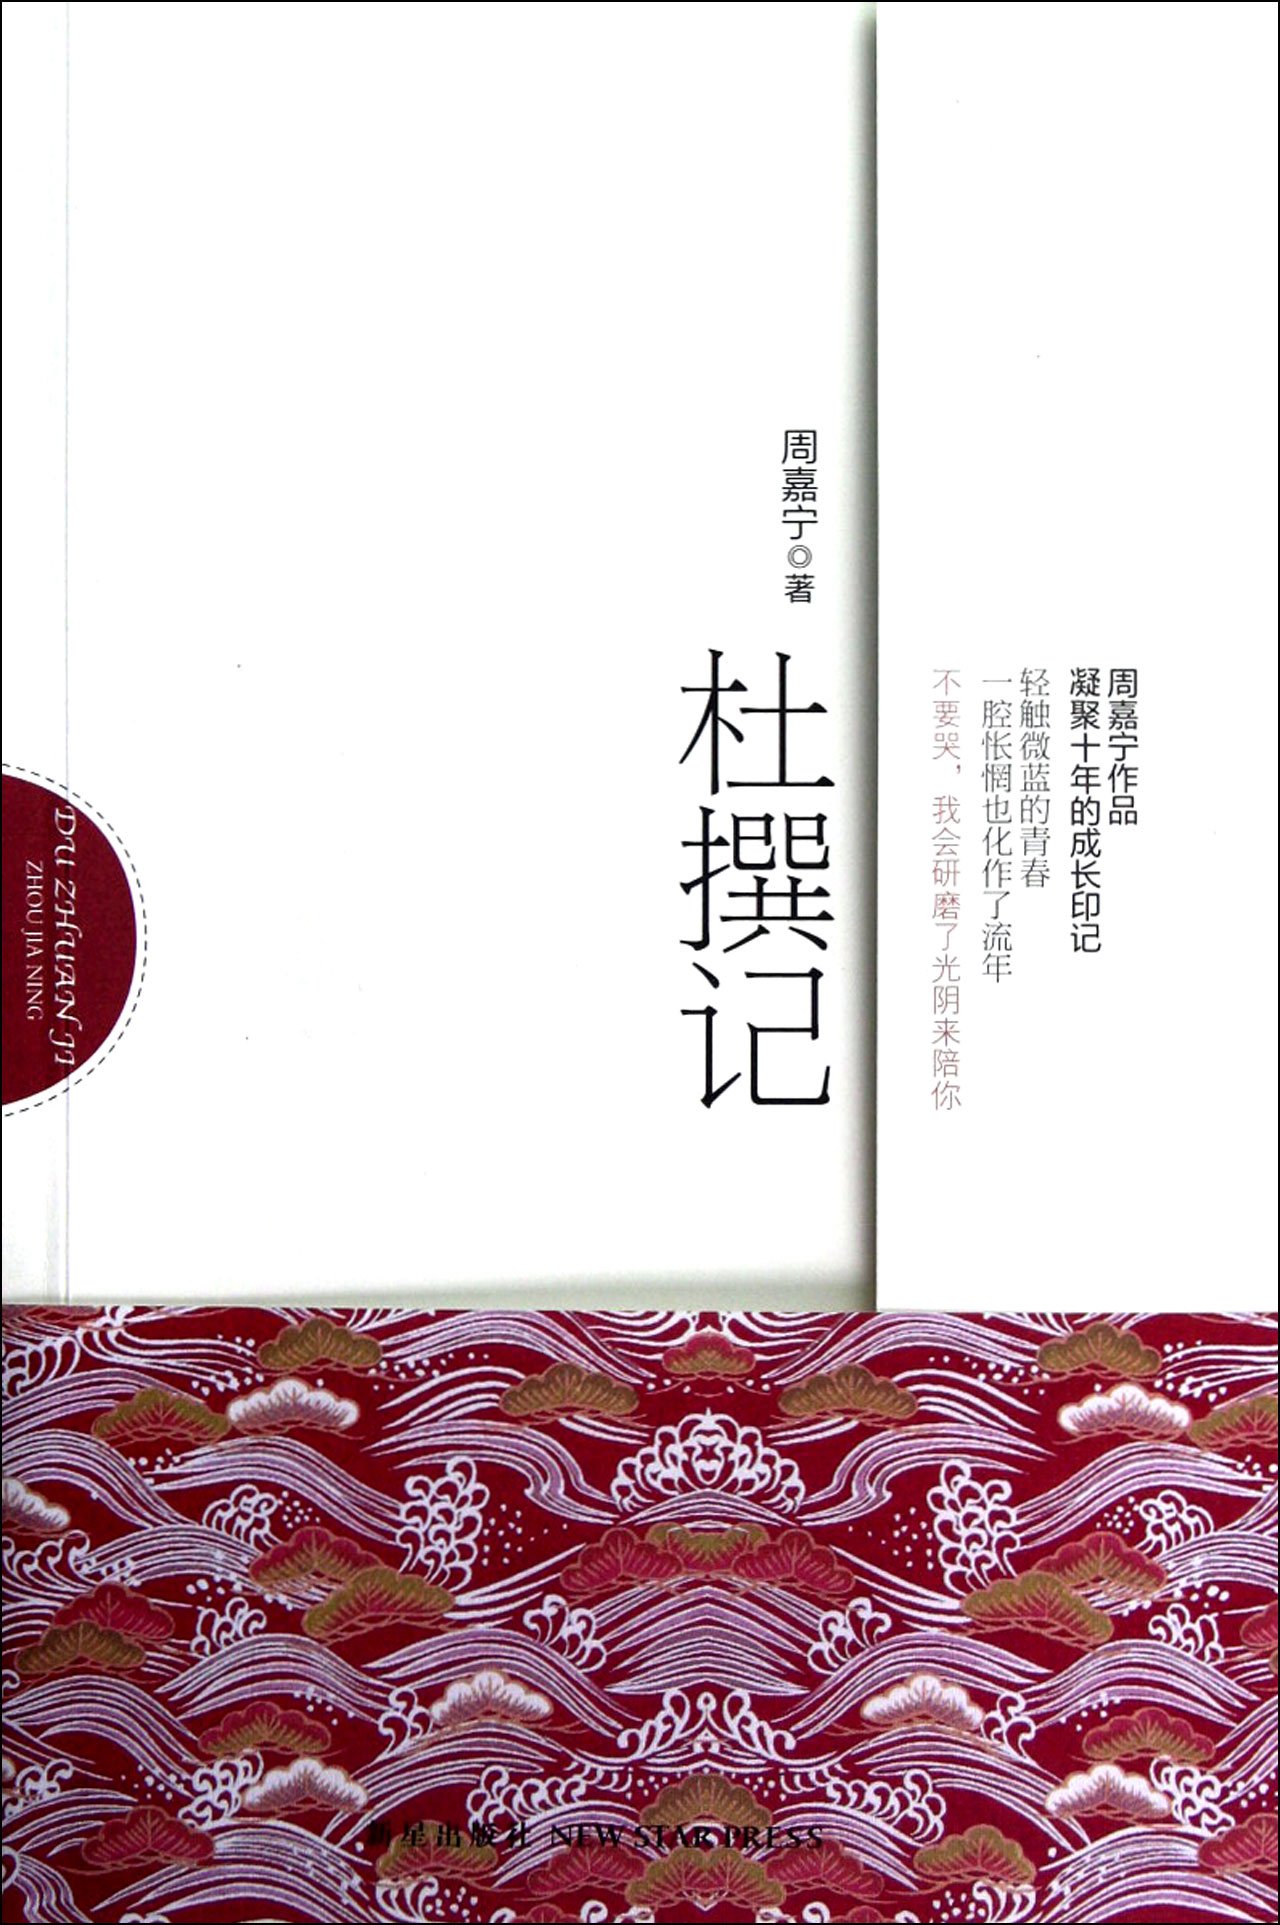 周嘉宁作品
凝聚十年的成长印记
轻触微蓝的青春
一腔怅惘也化作了流年
不要哭，我会研磨了光阴来陪你
周嘉宁◎著
杜撰记
DU ZHUAN JI
ZHOU JIA NING
新星出版社 NEW STAR PRESS